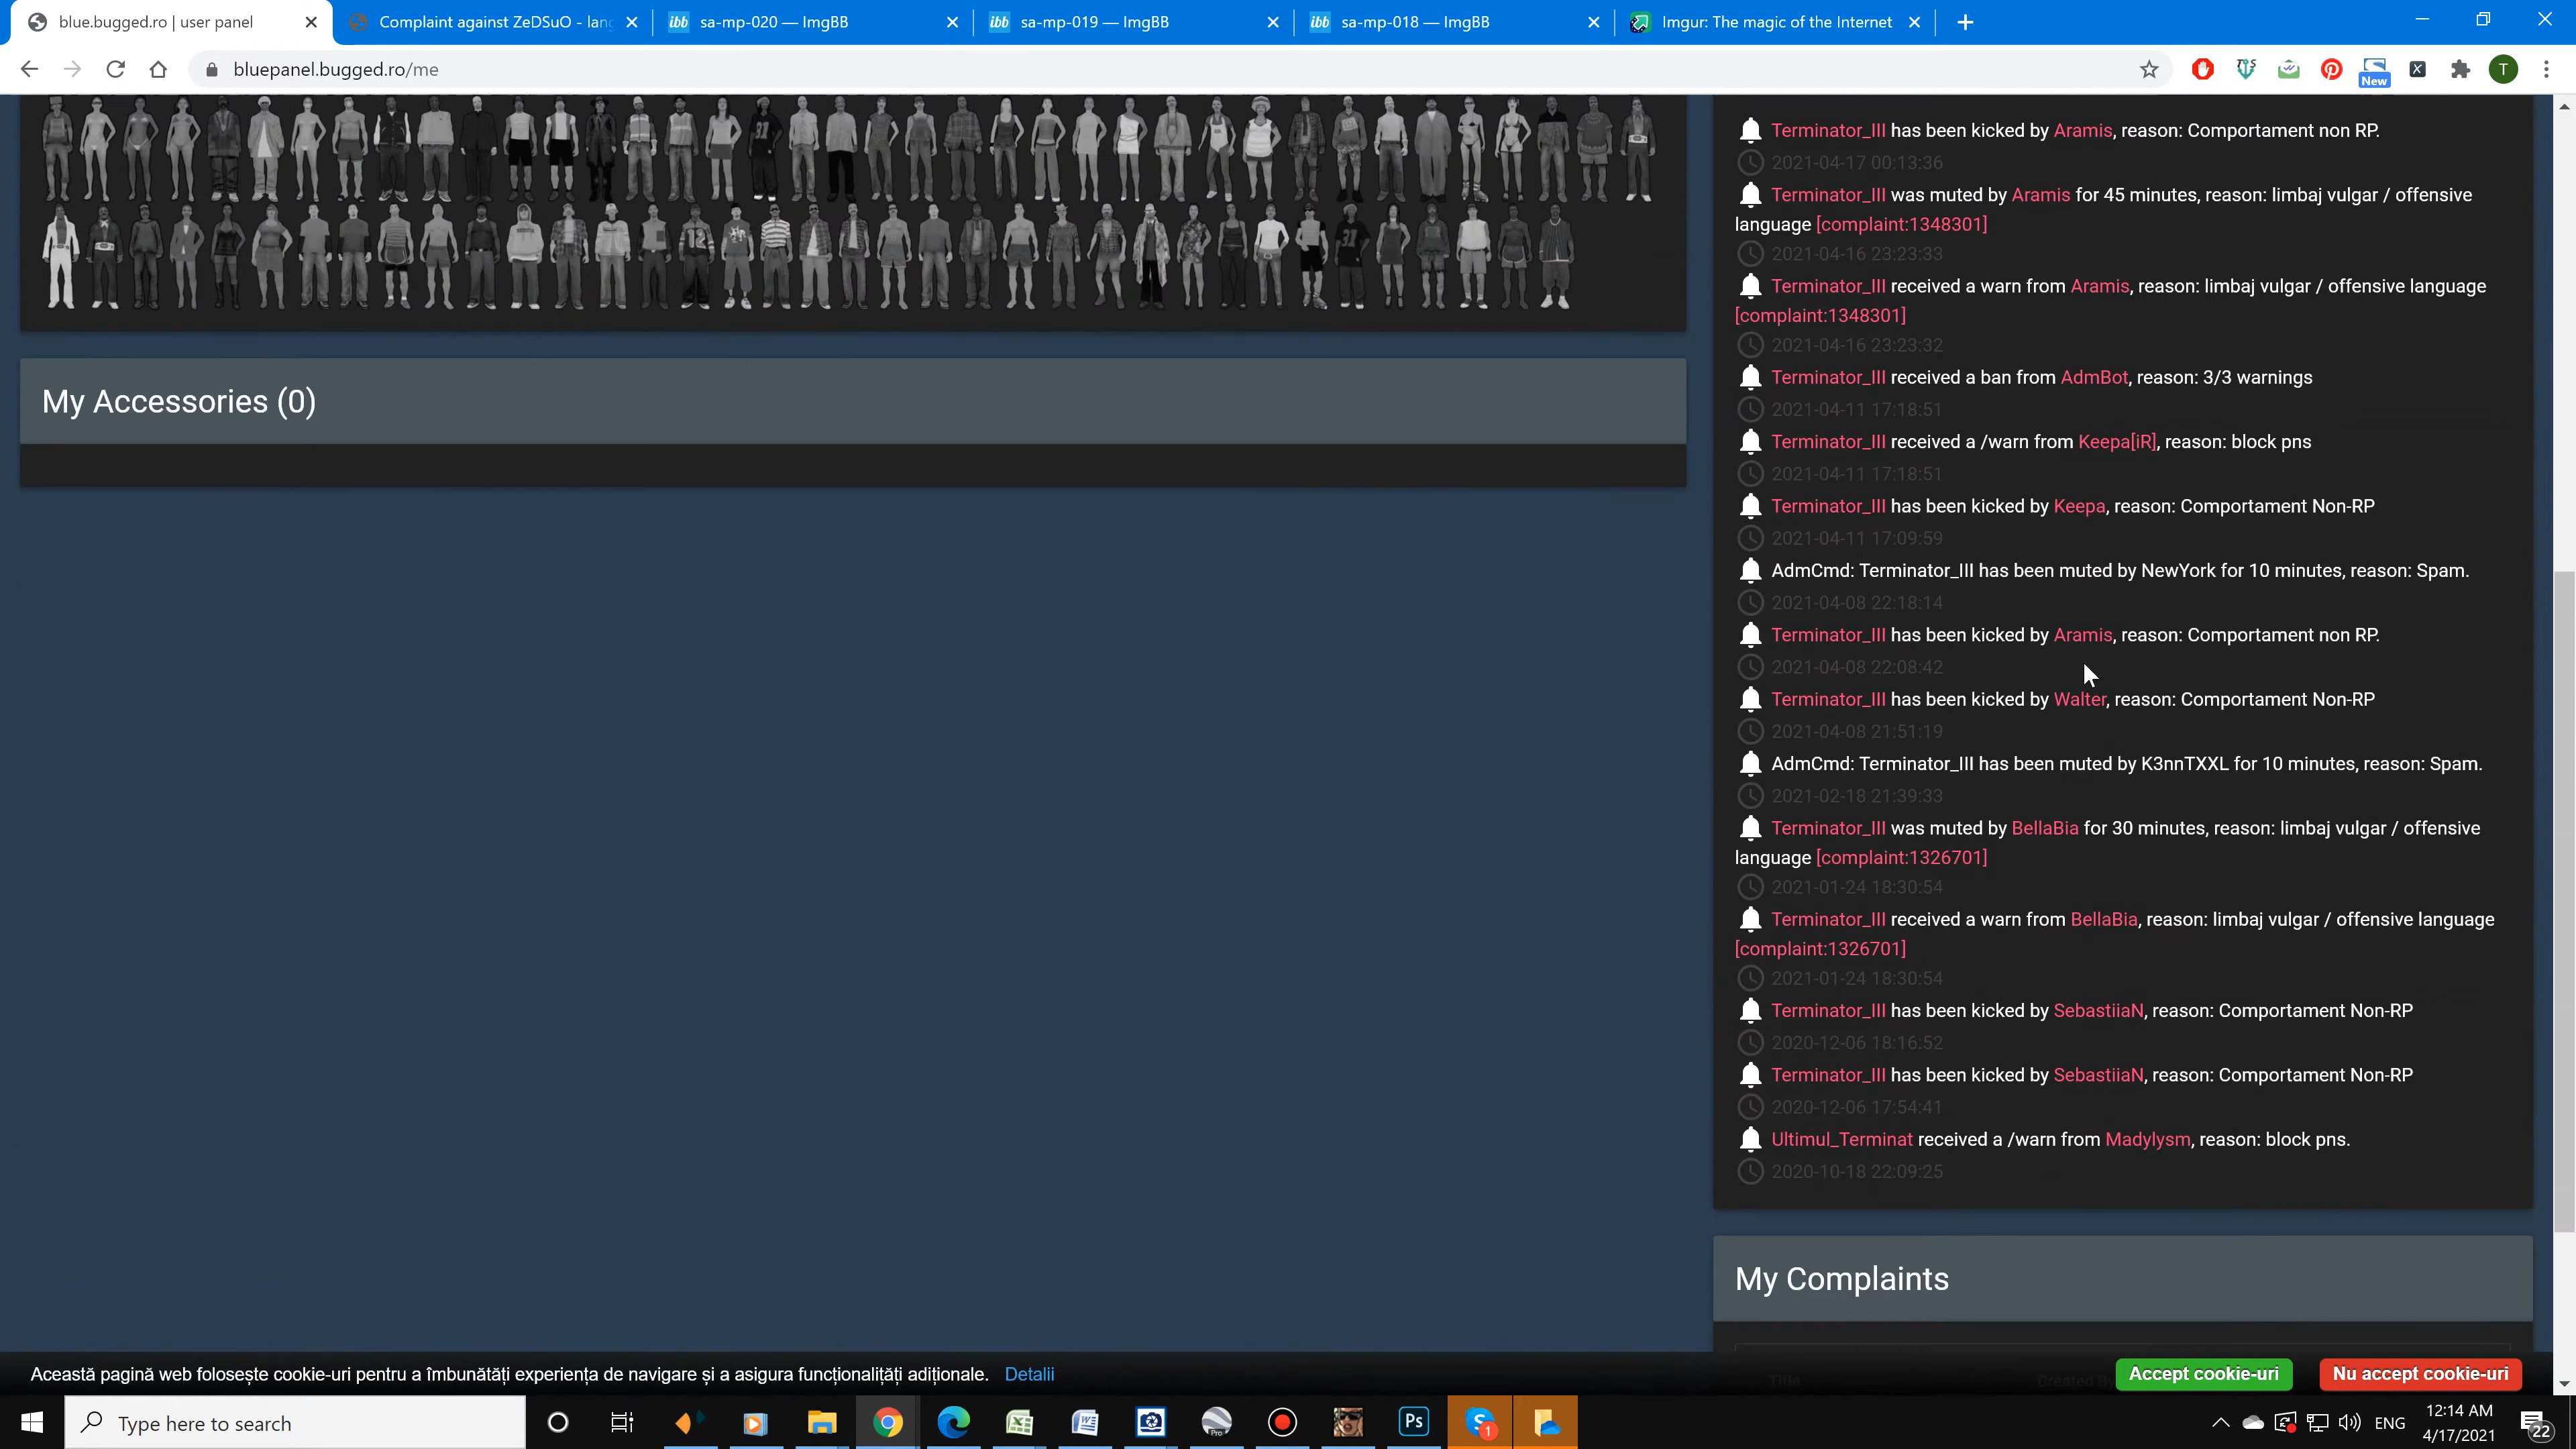 blue.bugged.ro | user panel
Complaint against ZeDSuO - lang
ibb sa-mp-020 — ImgBB
ibb sa-mp-019 — ImgBB
ibb sa-mp-018 — ImgBB
Imgur: The magic of the Internet
bluepanel.bugged.ro/me
New
T
Terminator_III has been kicked by Aramis, reason: Comportament non RP.
2021-04-17 00:13:36
Terminator_III was muted by Aramis for 45 minutes, reason: limbaj vulgar / offensive
language [complaint:1348301]
2021-04-16 23:23:33
Terminator_III received a warn from Aramis, reason: limbaj vulgar / offensive language
[complaint:1348301]
2021-04-16 23:23:32
Terminator_III received a ban from AdmBot, reason: 3/3 warnings
2021-04-11 17:18:51
Terminator_III received a /warn from Keepa[iR], reason: block pns
2021-04-11 17:18:51
Terminator_III has been kicked by Keepa, reason: Comportament Non-RP
2021-04-11 17:09:59
AdmCmd: Terminator_III has been muted by NewYork for 10 minutes, reason: Spam.
2021-04-08 22:18:14
Terminator_III has been kicked by Aramis, reason: Comportament non RP.
2021-04-08 22:08:42
Terminator_III has been kicked by Walter, reason: Comportament Non-RP
2021-04-08 21:51:19
AdmCmd: Terminator_III has been muted by K3nnTXXL for 10 minutes, reason: Spam.
2021-02-18 21:39:33
Terminator_III was muted by BellaBia for 30 minutes, reason: limbaj vulgar / offensive
language [complaint:1326701]
2021-01-24 18:30:54
Terminator_III received a warn from BellaBia, reason: limbaj vulgar / offensive language
[complaint:1326701]
2021-01-24 18:30:54
Terminator_III has been kicked by SebastiiaN, reason: Comportament Non-RP
2020-12-06 18:16:52
Terminator_III has been kicked by SebastiiaN, reason: Comportament Non-RP
2020-12-06 17:54:41
Ultimul_Terminat received a /warn from Madylysm, reason: block pns.
2020-10-18 22:09:25
My Accessories (0)
My Complaints
Title
Created By
Această pagină web folosește cookie-uri pentru a îmbunătăți experiența de navigare și a asigura funcționalități adiționale. Detalii
Accept cookie-uri
Nu accept cookie-uri
Type here to search
Pro
Ps
1
ENG
12:14 AM
4/17/2021
22